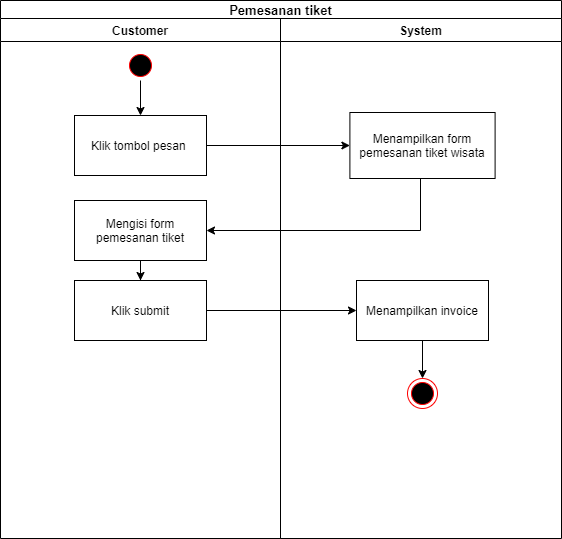 Pemesanan tiket
Customer
System
Klik tombol pesan
Menampilkan form
pemesanan tiket wisata
Mengisi form
pemesanan tiket
Klik submit
Menampilkan invoice